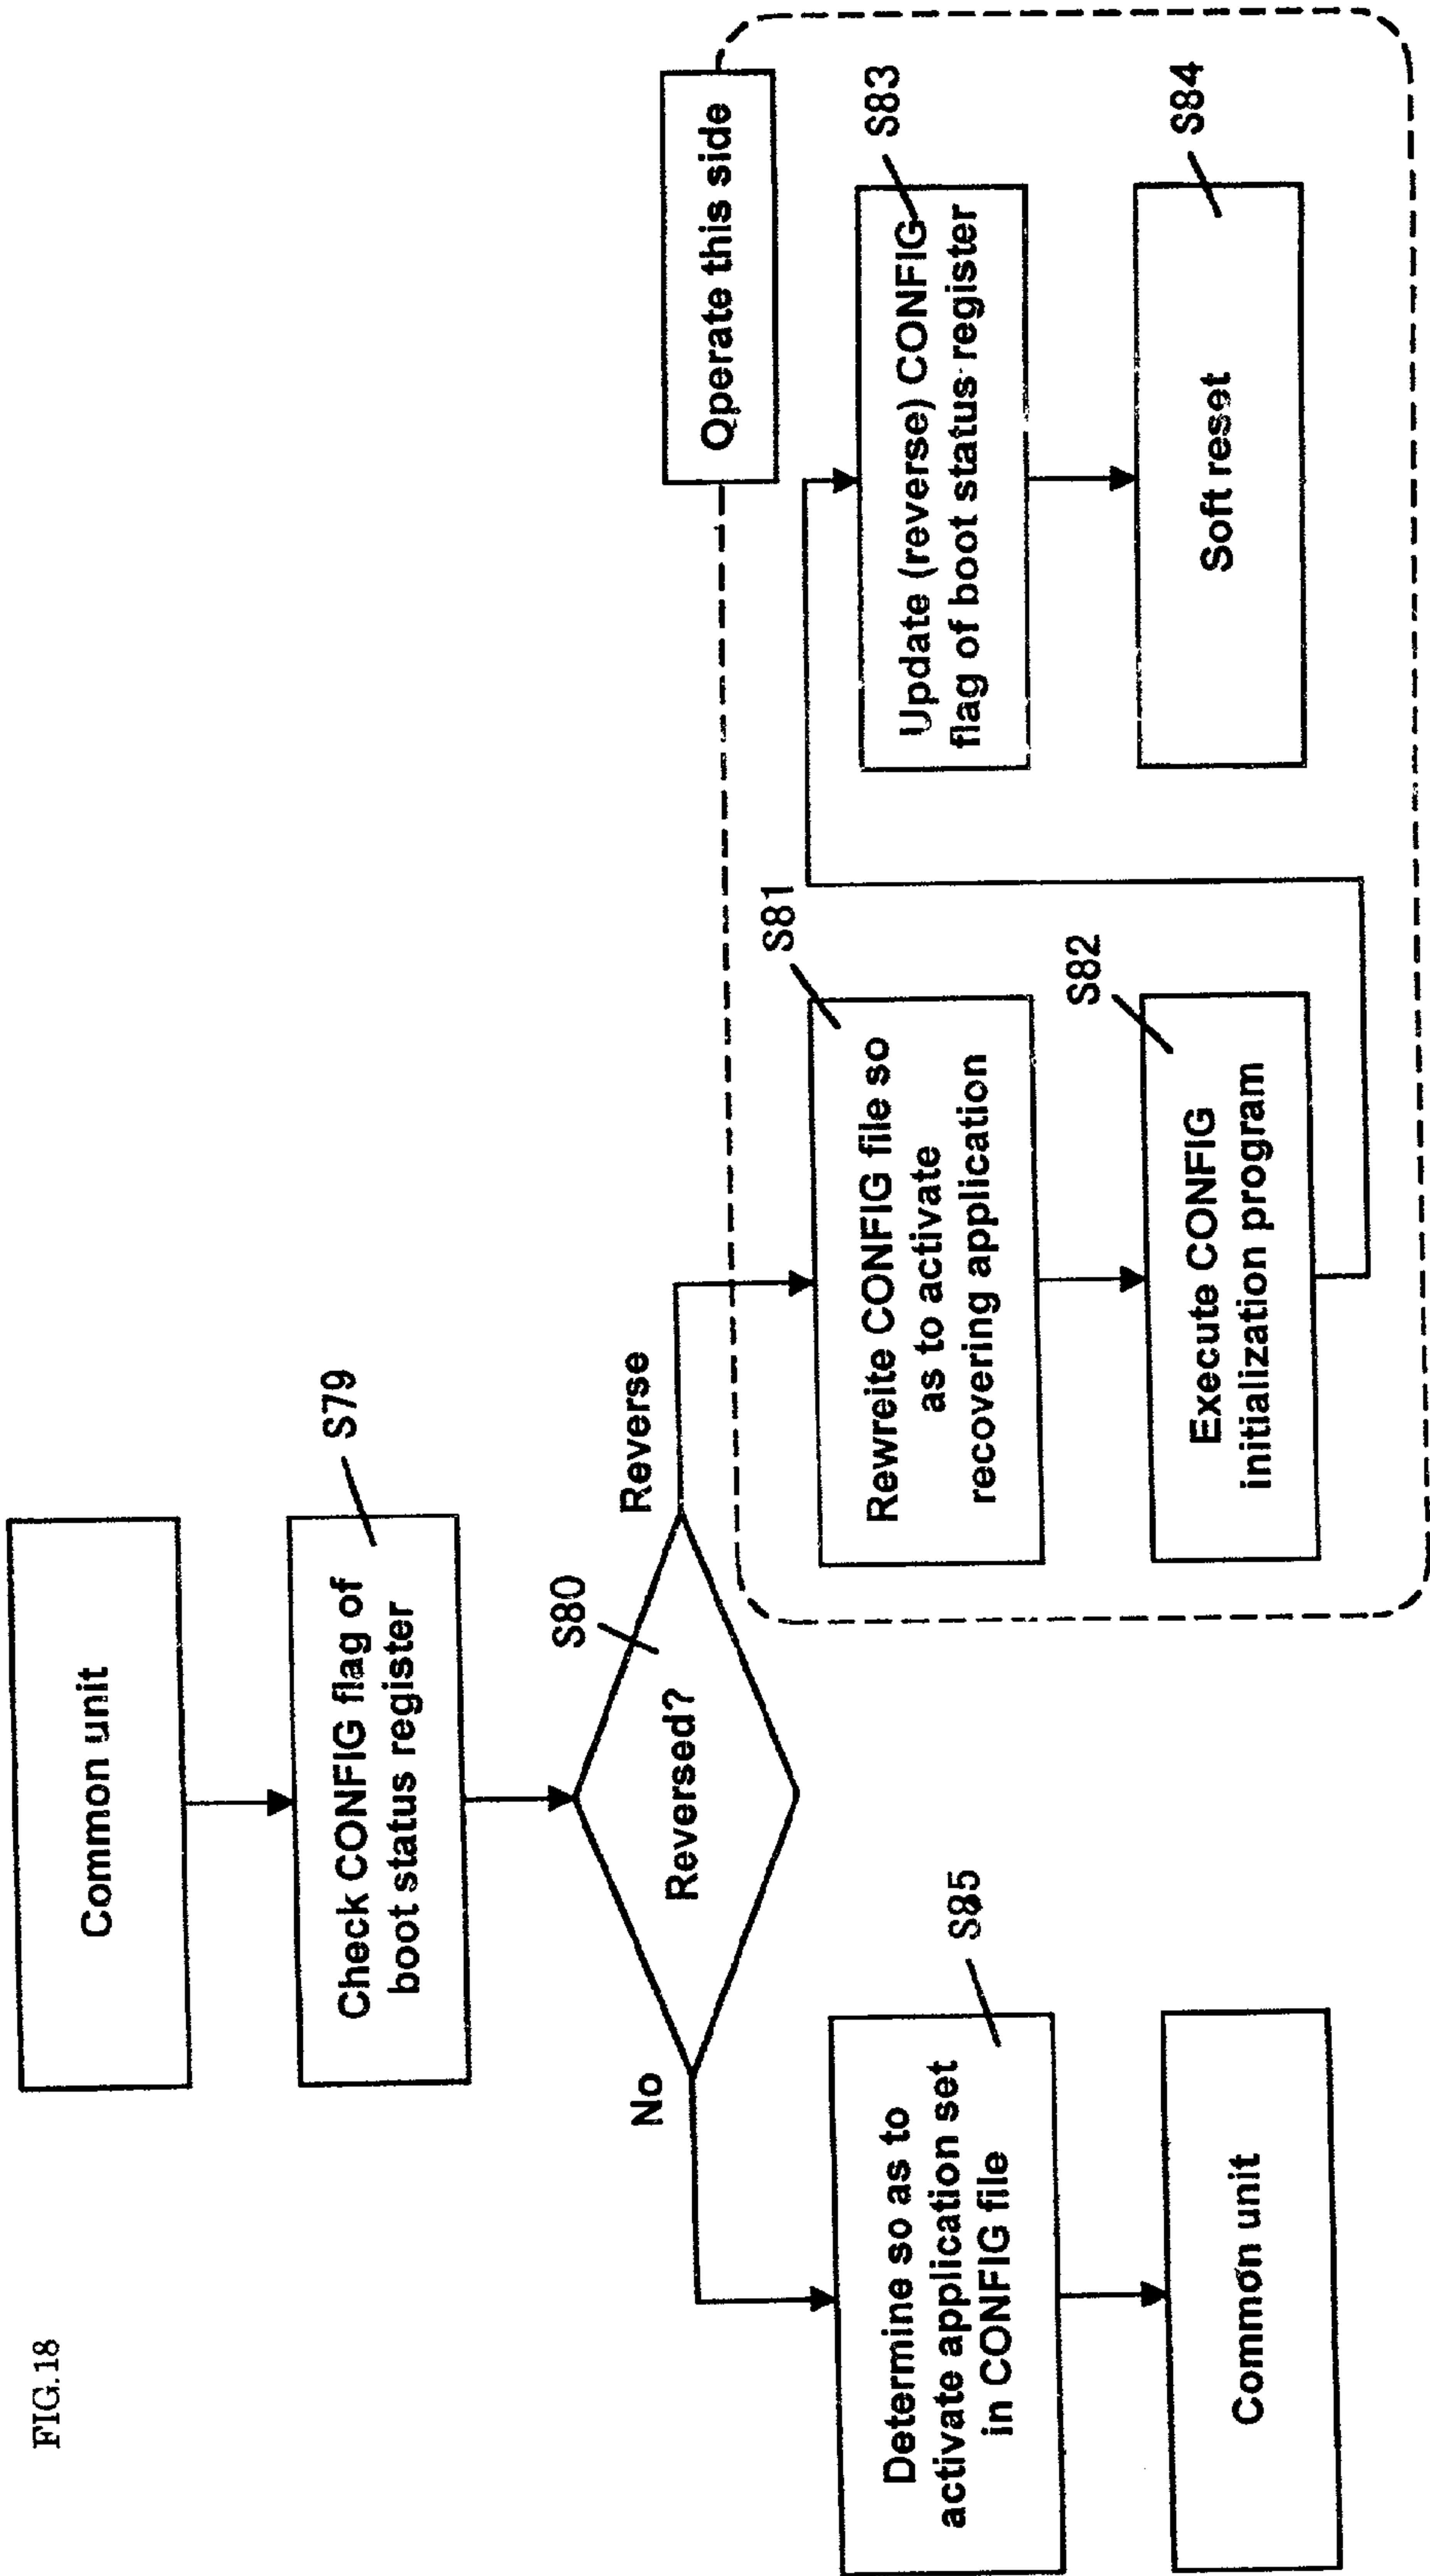 FIG.18
Common unit
Check CONFIG flag of
boot status register
S79
Reversed?
S80
No
Reverse
Determine so as to
activate application set
in CONFIG file
S85
Common unit
Operate this side
Rewreite CONFIG file so
as to activate
recovering application
S81
Execute CONFIG
initialization program
S82
Update (reverse) CONFIG
flag of boot status register
S83
Soft reset
S84